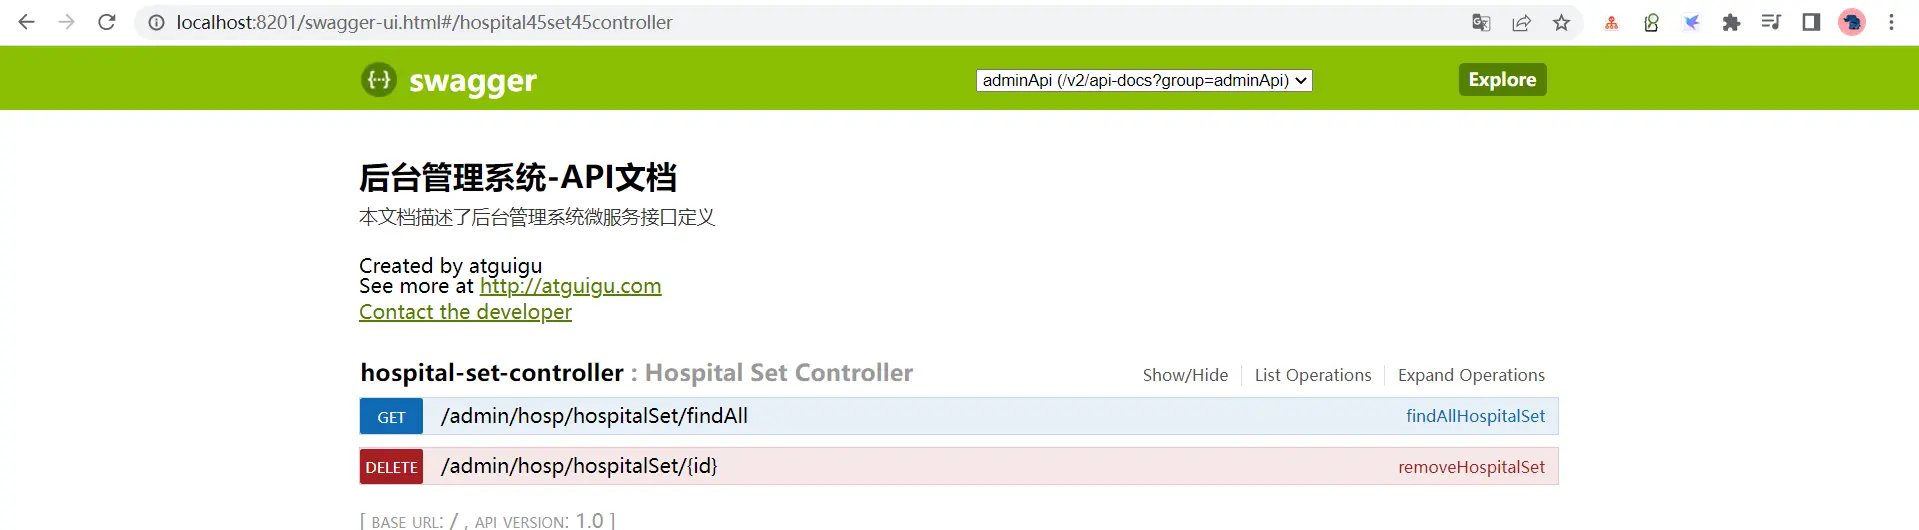 localhost:8201/swagger-ui.html#/hospital45set45controller
{···} swagger adminApi (/v2/api-docs?group=adminApi) Explore
后台管理系统-API文档
本文档描述了后台管理系统微服务接口定义
Created by atguigu
See more at http://atguigu.com
Contact the developer
hospital-set-controller : Hospital Set Controller Show/Hide List Operations Expand Operations
GET /admin/hosp/hospitalSet/findAll findAllHospitalSet
DELETE /admin/hosp/hospitalSet/{id} removeHospitalSet
[ BASE URL: / , API VERSION: 1.0 ]